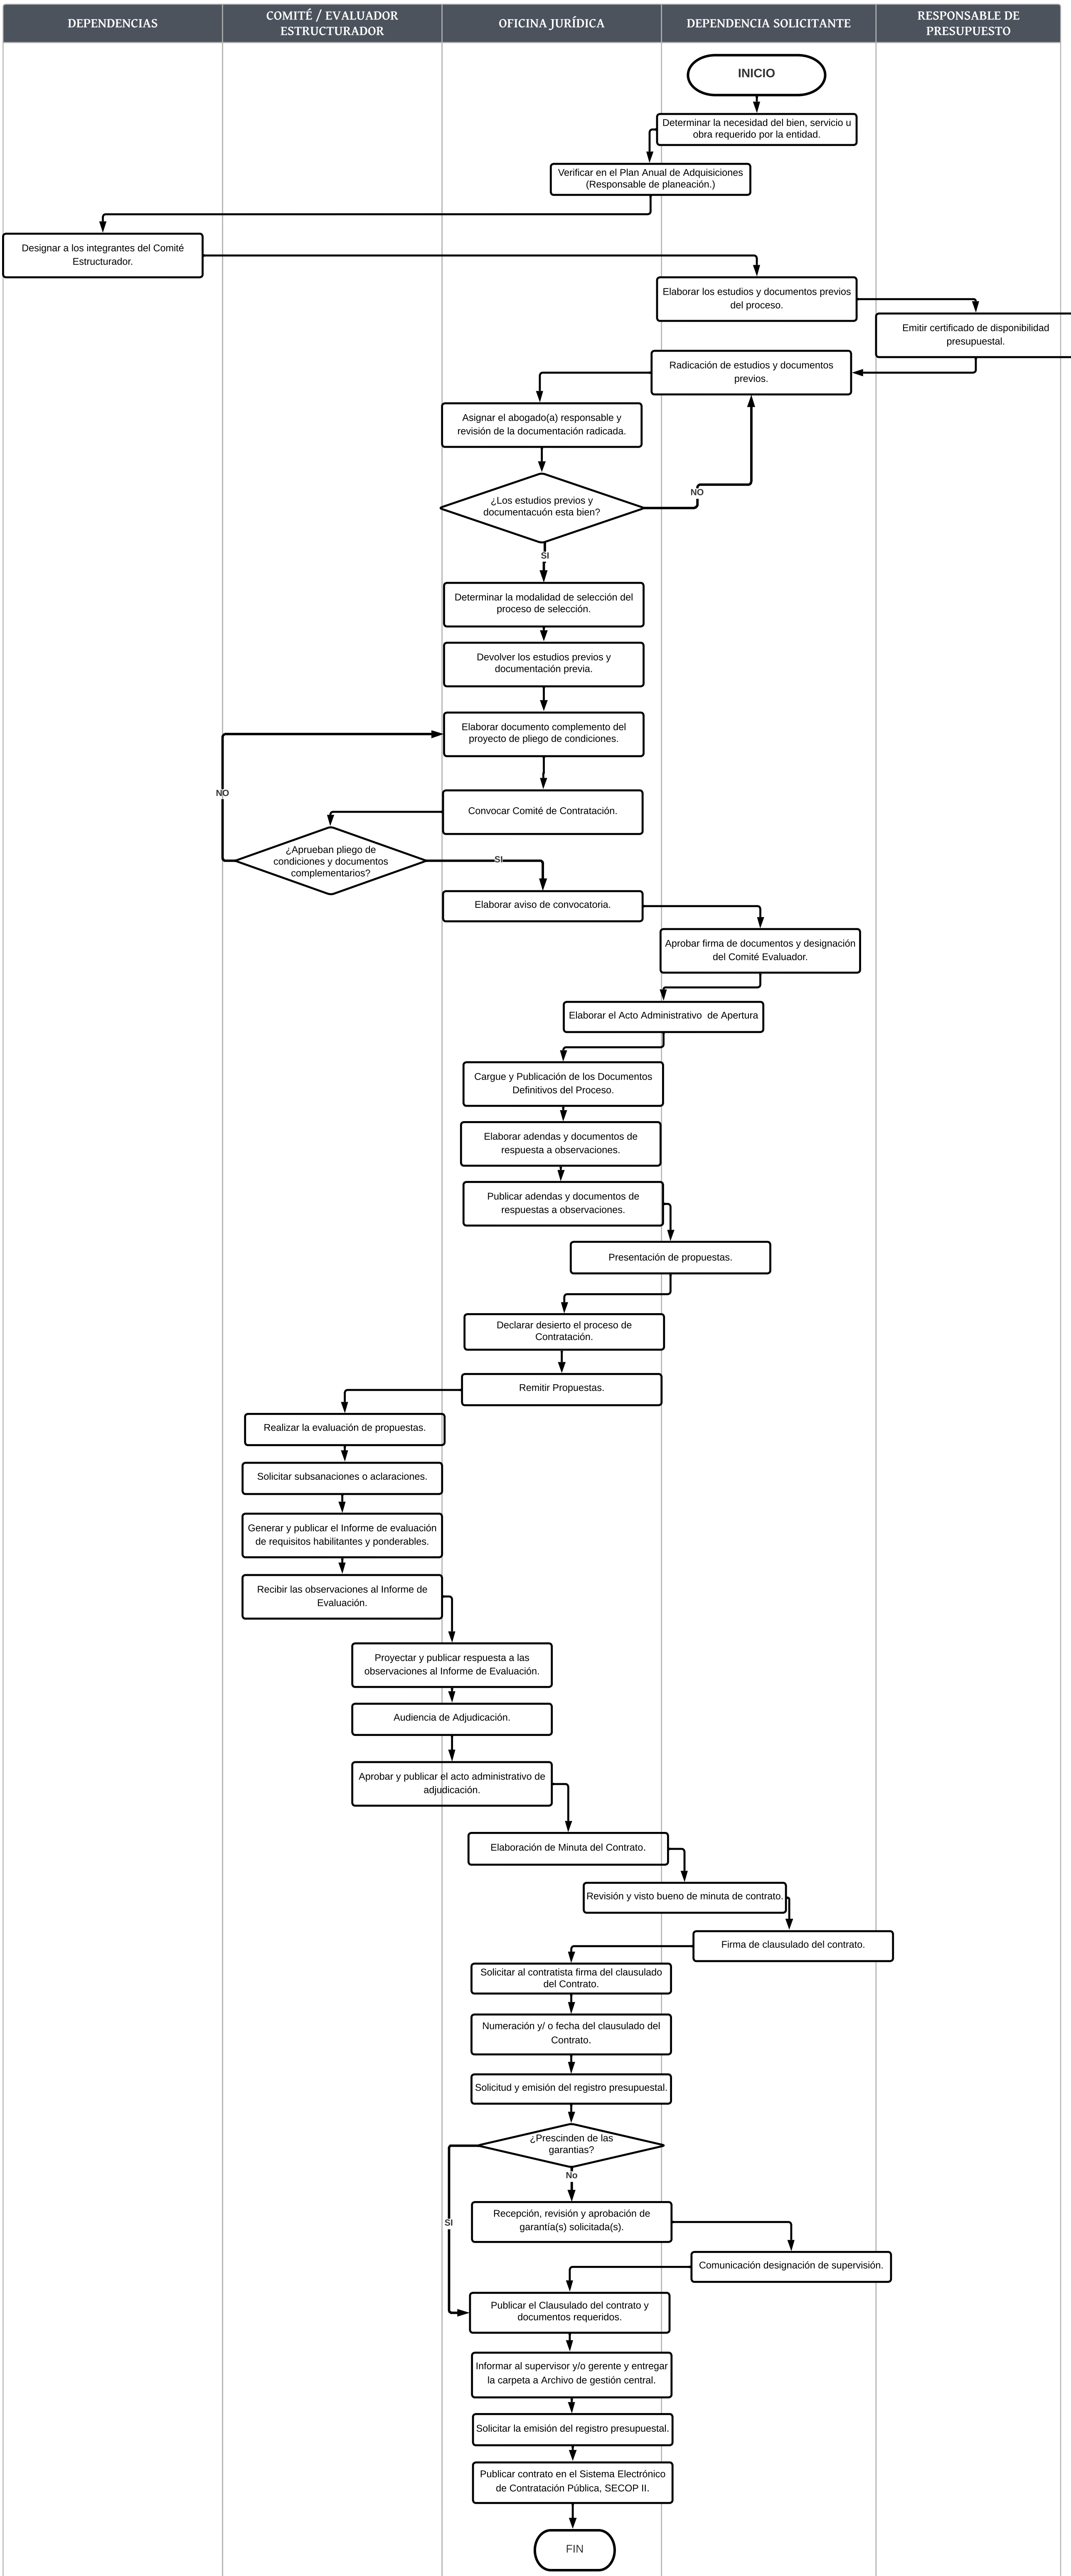 DEPENDENCIAS
COMITÉ / EVALUADOR
ESTRUCTURADOR
OFICINA JURÍDICA
DEPENDENCIA SOLICITANTE
RESPONSABLE DE
PRESUPUESTO
INICIO
Determinar la necesidad del bien, servicio u
obra requerido por la entidad.
Verificar en el Plan Anual de Adquisiciones
(Responsable de planeación.)
Designar a los integrantes del Comité
Estructurador.
Elaborar los estudios y documentos previos
del proceso.
Emitir certificado de disponibilidad
presupuestal.
Radicación de estudios y documentos
previos.
Asignar el abogado(a) responsable y
revisión de la documentación radicada.
¿Los estudios previos y
documentacuón esta bien?
NO
SI
Determinar la modalidad de selección del
proceso de selección.
Devolver los estudios previos y
documentación previa.
Elaborar documento complemento del
proyecto de pliego de condiciones.
NO
Convocar Comité de Contratación.
¿Aprueban pliego de
condiciones y documentos
complementarios?
SI
Elaborar aviso de convocatoria.
Aprobar firma de documentos y designación
del Comité Evaluador.
Elaborar el Acto Administrativo  de Apertura
Cargue y Publicación de los Documentos
Definitivos del Proceso.
Elaborar adendas y documentos de
respuesta a observaciones.
Publicar adendas y documentos de
respuestas a observaciones.
Presentación de propuestas.
Declarar desierto el proceso de
Contratación.
Remitir Propuestas.
Realizar la evaluación de propuestas.
Solicitar subsanaciones o aclaraciones.
Generar y publicar el Informe de evaluación
de requisitos habilitantes y ponderables.
Recibir las observaciones al Informe de
Evaluación.
Proyectar y publicar respuesta a las
observaciones al Informe de Evaluación.
Audiencia de Adjudicación.
Aprobar y publicar el acto administrativo de
adjudicación.
Elaboración de Minuta del Contrato.
Revisión y visto bueno de minuta de contrato.
Firma de clausulado del contrato.
Solicitar al contratista firma del clausulado
del Contrato.
Numeración y/ o fecha del clausulado del
Contrato.
Solicitud y emisión del registro presupuestal.
¿Prescinden de las
garantias?
No
SI
Recepción, revisión y aprobación de
garantía(s) solicitada(s).
Comunicación designación de supervisión.
Publicar el Clausulado del contrato y
documentos requeridos.
Informar al supervisor y/o gerente y entregar
la carpeta a Archivo de gestión central.
Solicitar la emisión del registro presupuestal.
Publicar contrato en el Sistema Electrónico
de Contratación Pública, SECOP II.
FIN